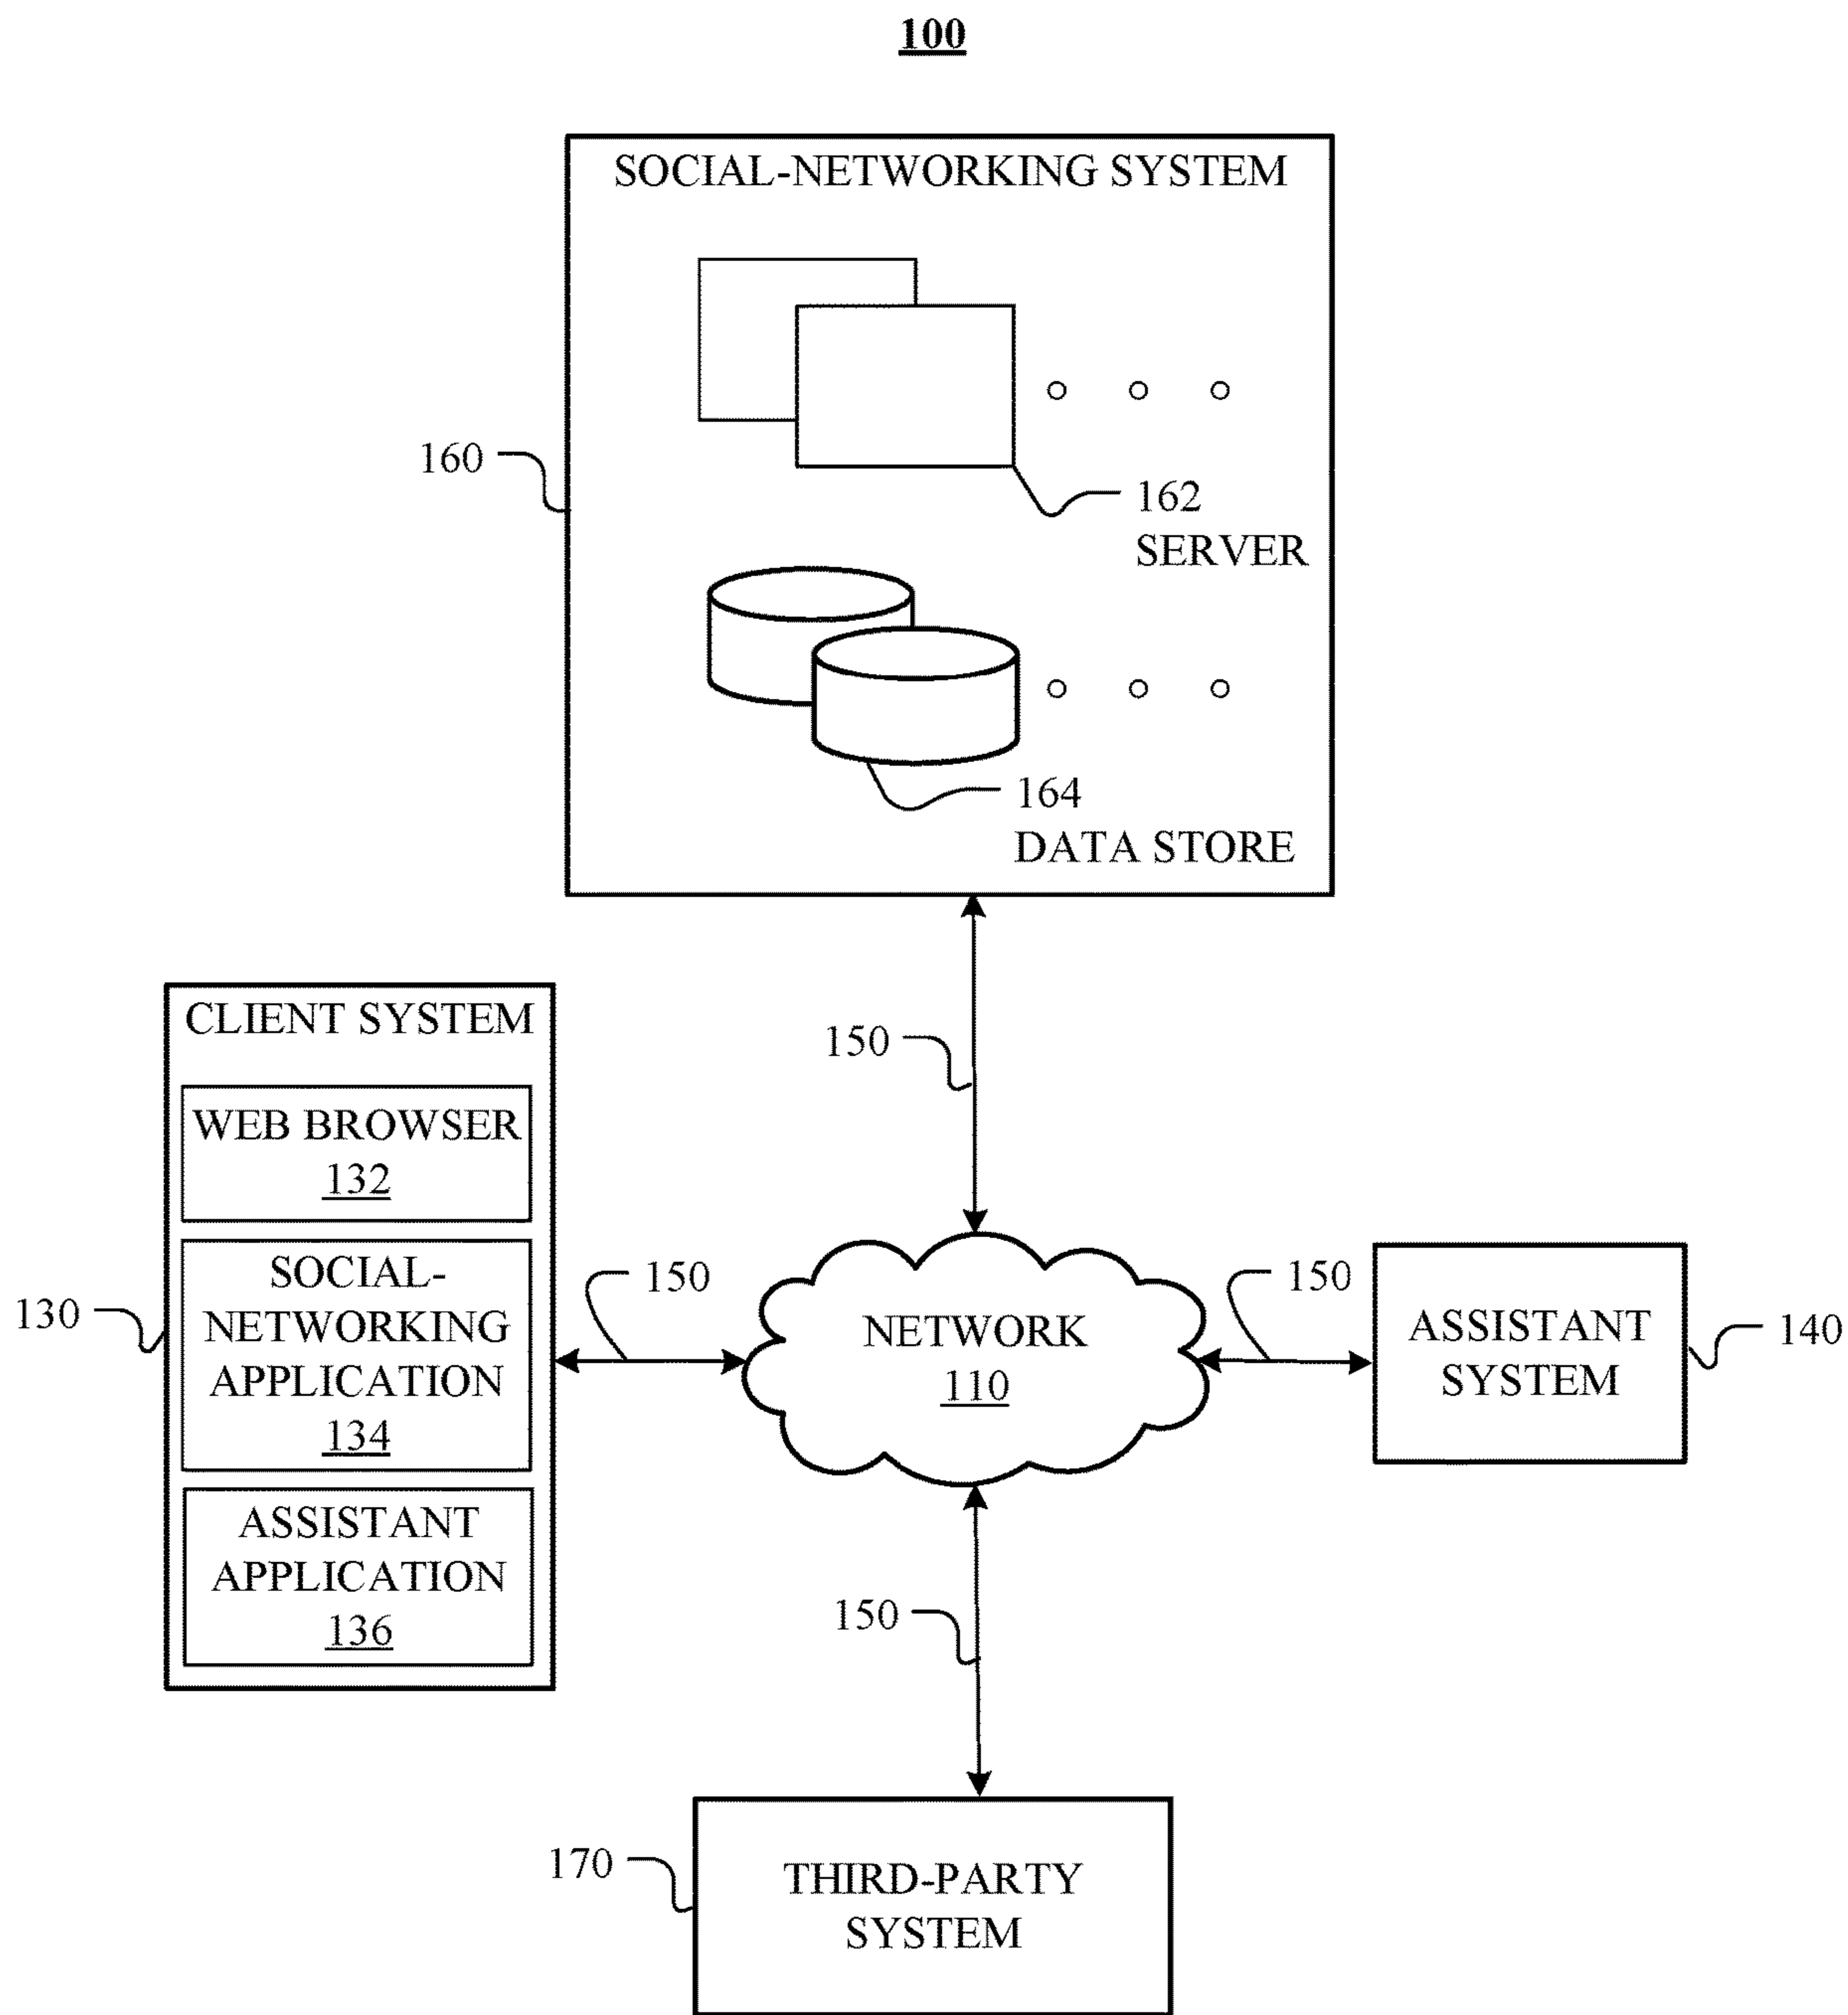 100
SOCIAL-NETWORKING SYSTEM
160
162
SERVER
164
DATA STORE
CLIENT SYSTEM
WEB BROWSER
132
SOCIAL-
NETWORKING
APPLICATION
134
ASSISTANT
APPLICATION
136
130
150
150
NETWORK
110
150
ASSISTANT
SYSTEM
140
150
170
THIRD-PARTY
SYSTEM